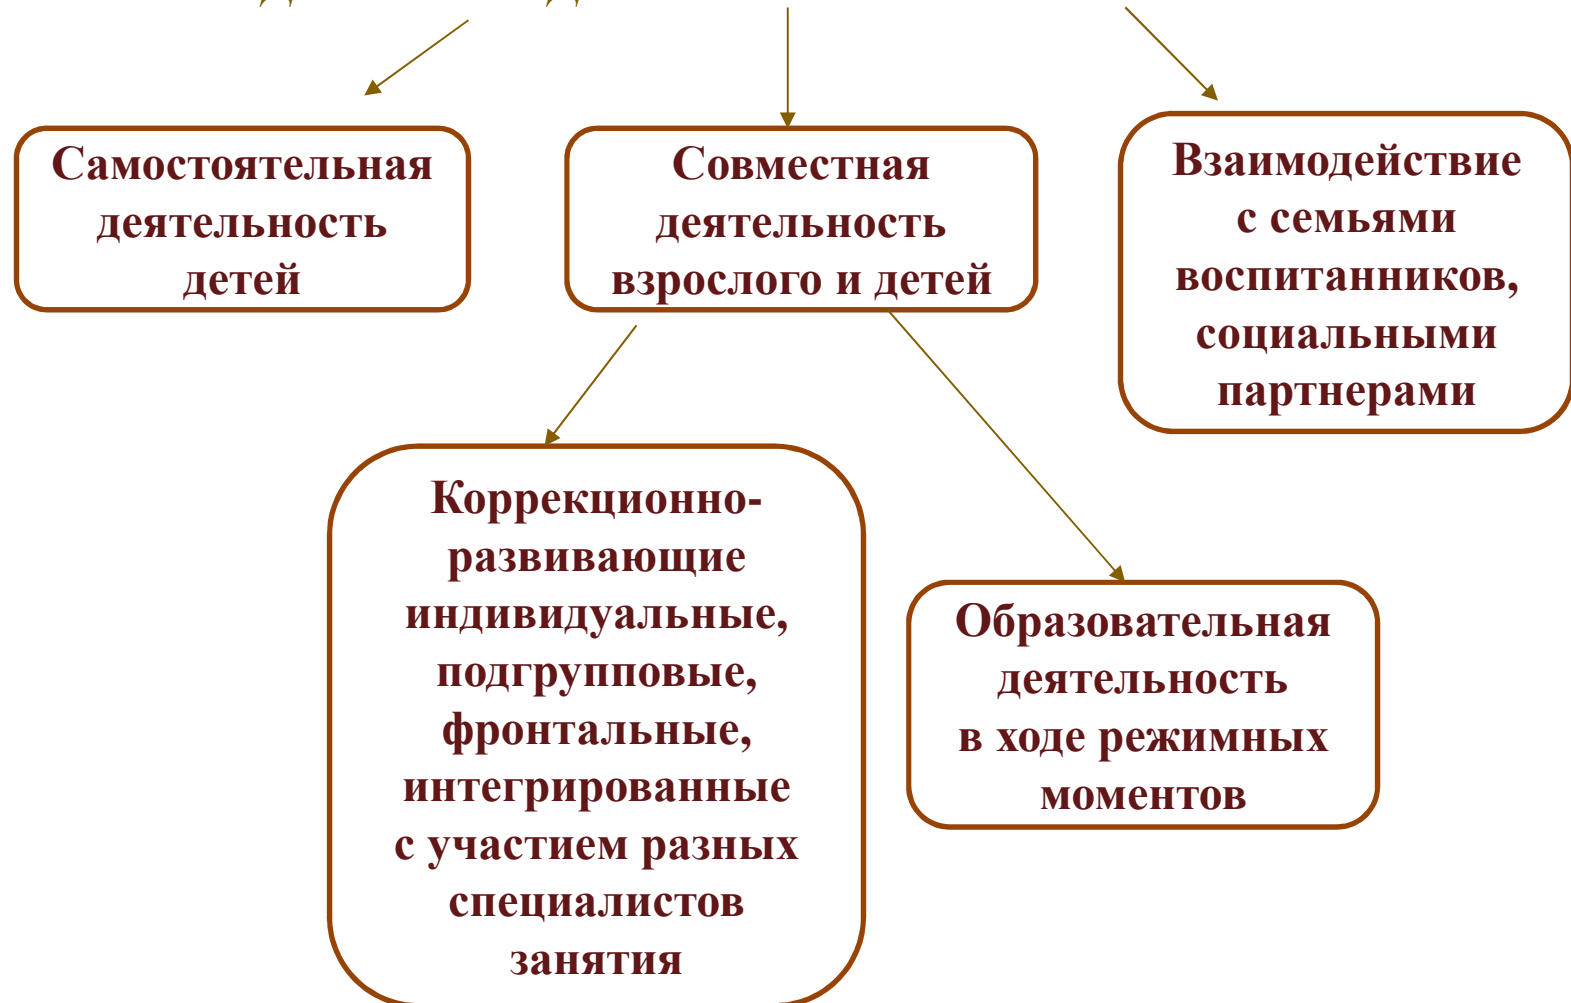 Самостоятельная
деятельность
детей
Совместная
деятельность
взрослого и детей
Взаимодействие
с семьями
воспитанников,
социальными
партнерами
Коррекционно-
развивающие
индивидуальные,
подгрупповые,
фронтальные,
интегрированные
с участием разных
специалистов
занятия
Образовательная
деятельность
в ходе режимных
моментов